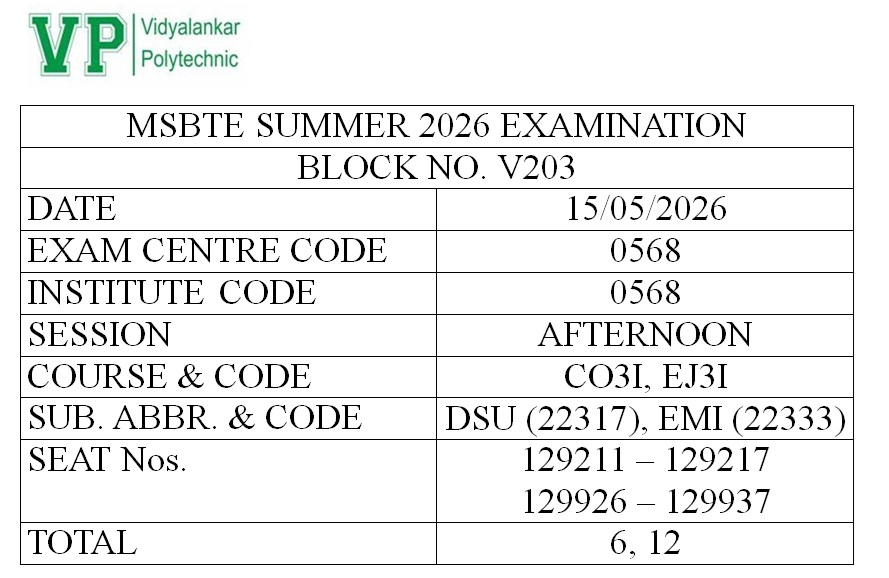 VP Vidyalankar
Polytechnic
MSBTE SUMMER 2026 EXAMINATION
BLOCK NO. V203
DATE 15/05/2026
EXAM CENTRE CODE 0568
INSTITUTE CODE 0568
SESSION AFTERNOON
COURSE & CODE CO3I, EJ3I
SUB. ABBR. & CODE DSU (22317), EMI (22333)
SEAT Nos. 129211 – 129217
129926 – 129937
TOTAL 6, 12